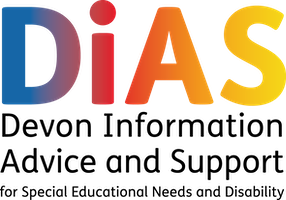 DiAS
Devon Information
Advice and Support
for Special Educational Needs and Disability